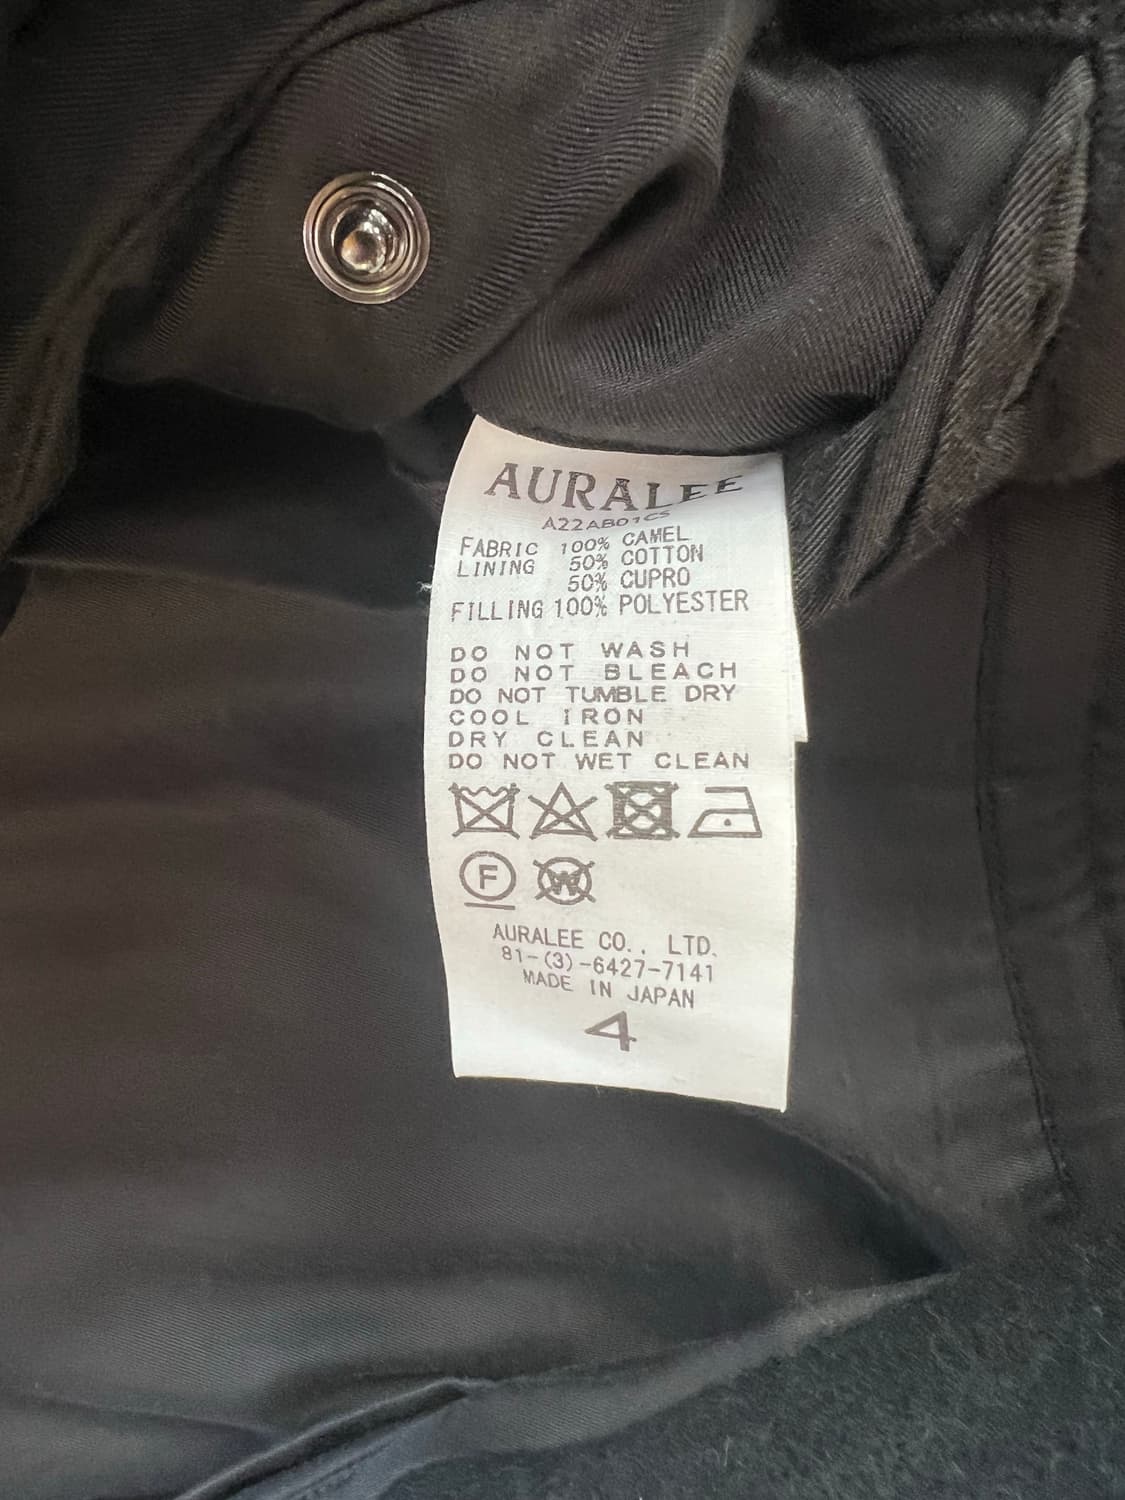 AURALEE
A22AB01CS
FABRIC 100% CAMEL
LINING 50% COTTON
50% CUPRO
FILLING 100% POLYESTER
DO NOT WASH
DO NOT BLEACH
DO NOT TUMBLE DRY
COOL IRON
DRY CLEAN
DO NOT WET CLEAN
F W
AURALEE CO., LTD.
81-(3)-6427-7141
MADE IN JAPAN
4